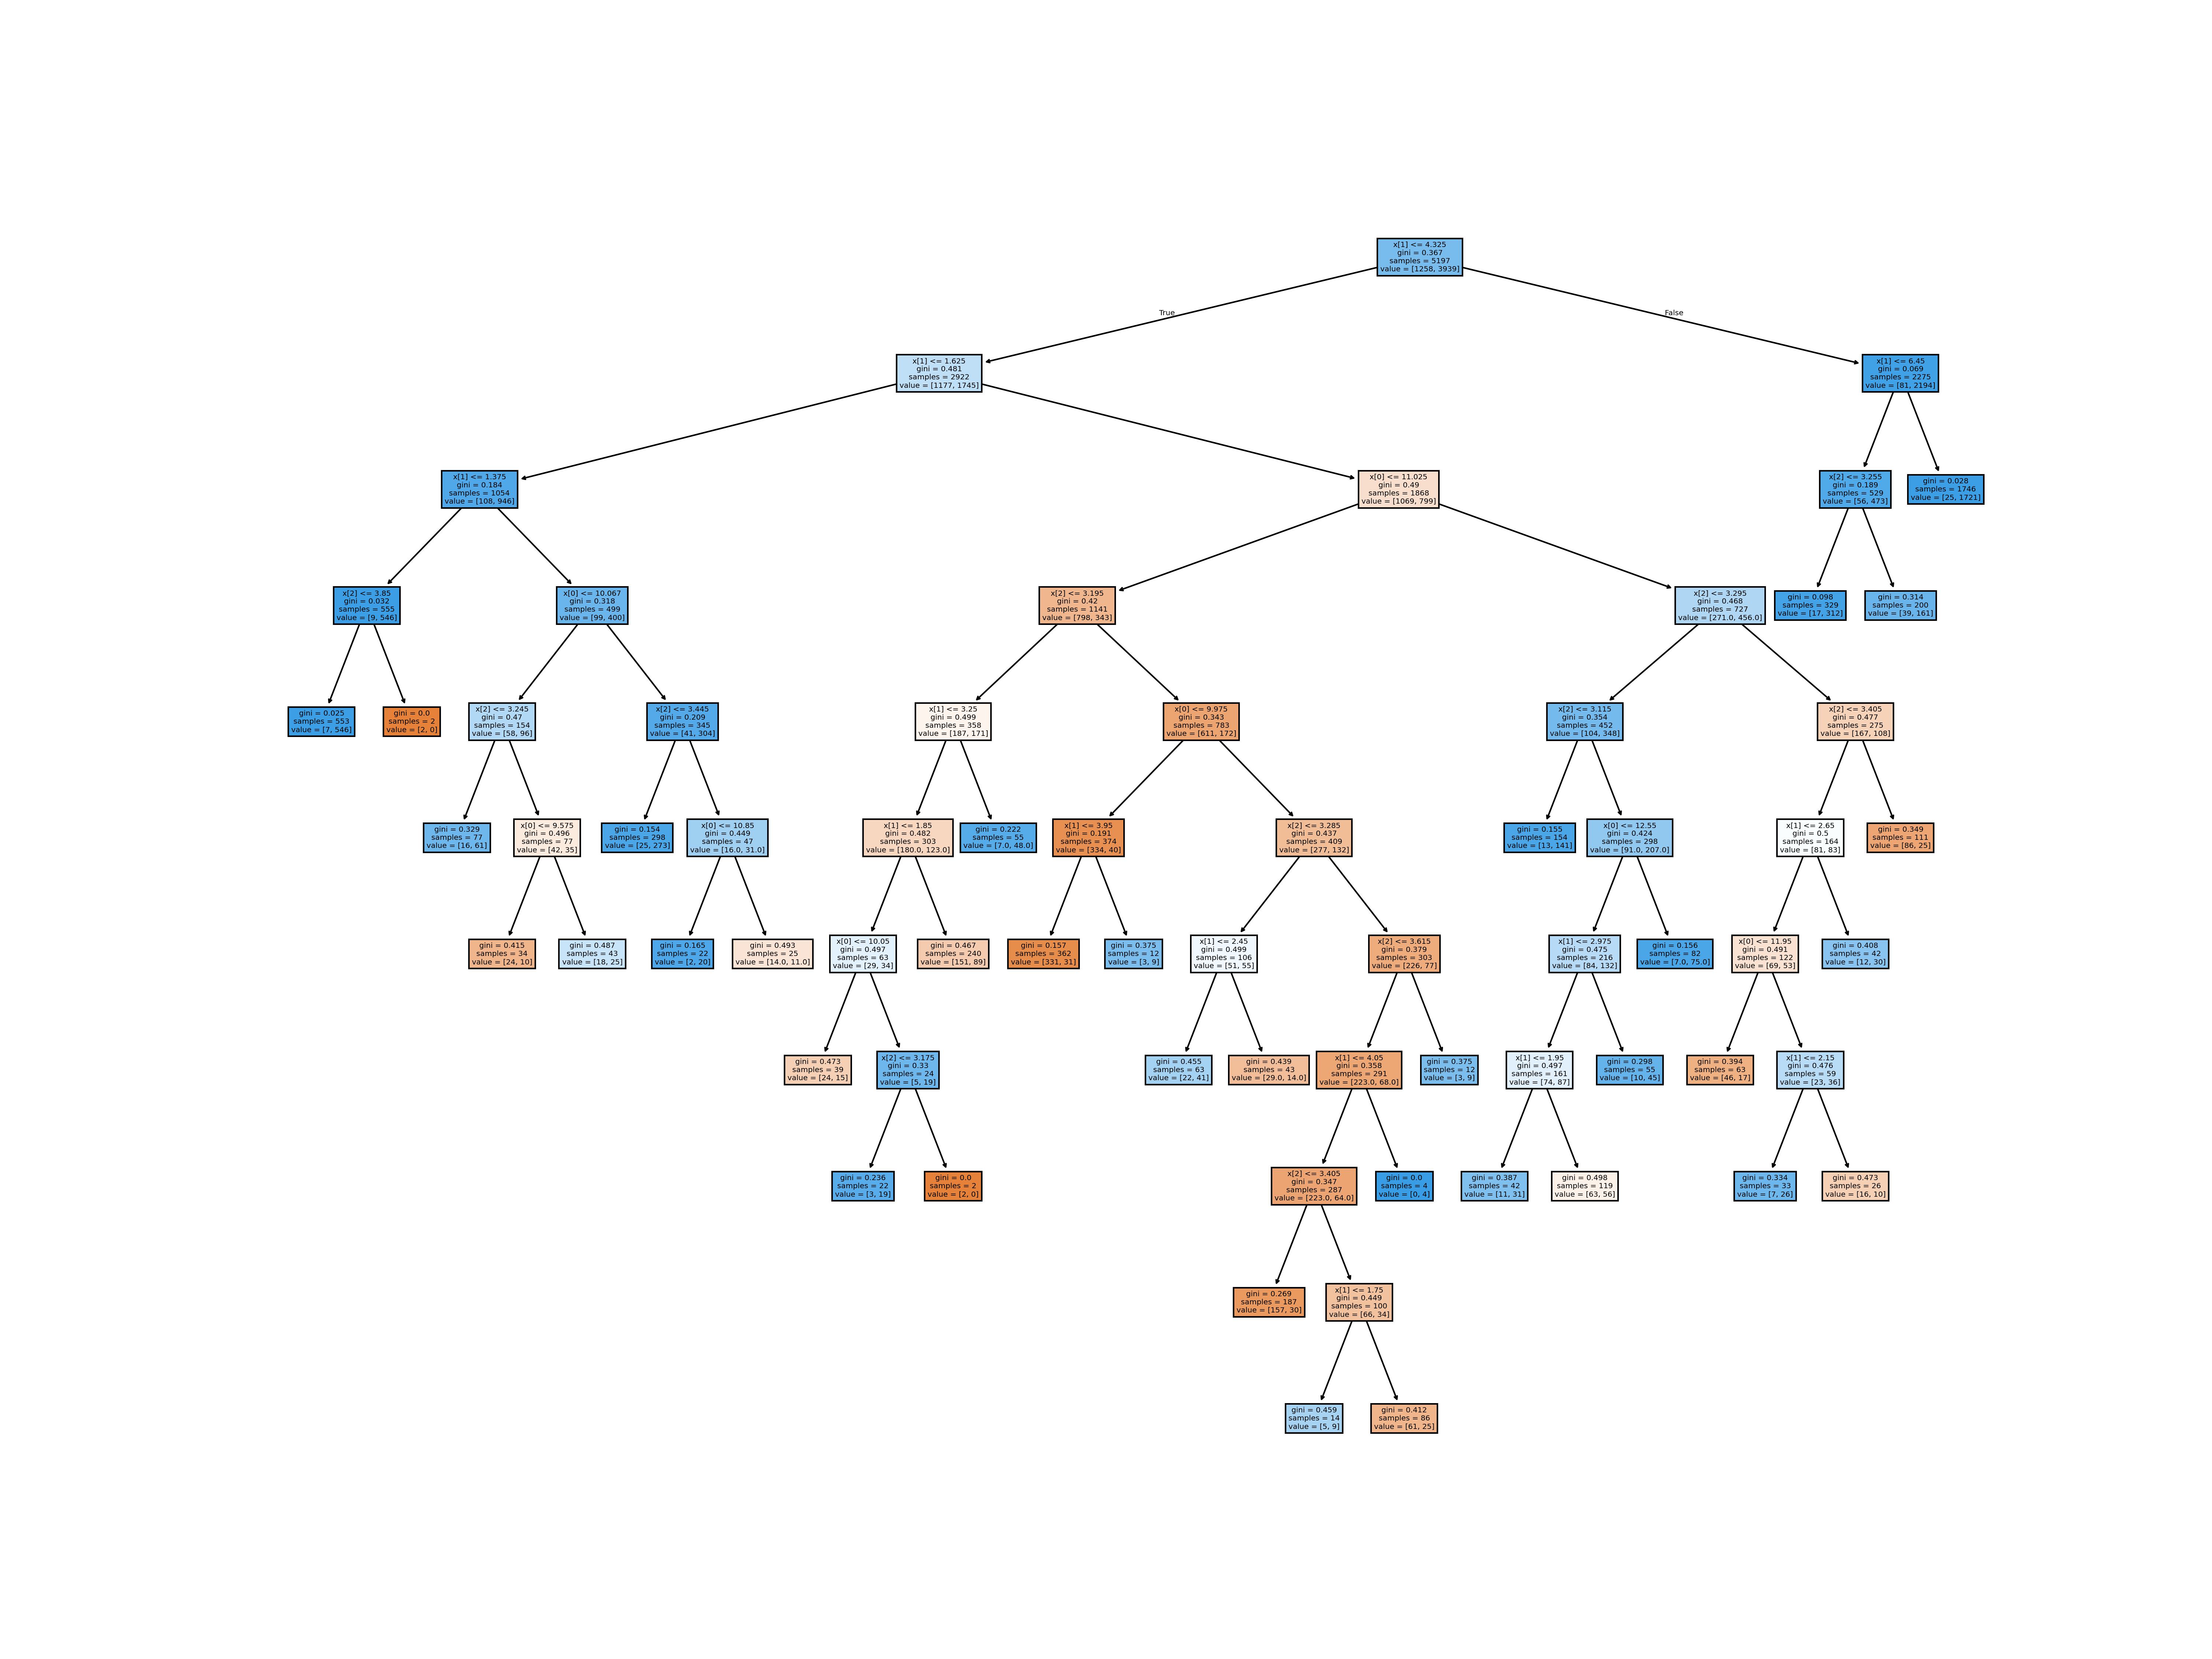 x[1] <= 4.325
gini = 0.367
samples = 5197
value = [1258, 3939]
True
False
x[1] <= 1.625
gini = 0.481
samples = 2922
value = [1177, 1745]
x[1] <= 6.45
gini = 0.069
samples = 2275
value = [81, 2194]
x[1] <= 1.375
gini = 0.184
samples = 1054
value = [108, 946]
x[0] <= 11.025
gini = 0.49
samples = 1868
value = [1069, 799]
x[2] <= 3.255
gini = 0.189
samples = 529
value = [56, 473]
gini = 0.028
samples = 1746
value = [25, 1721]
x[2] <= 3.85
gini = 0.032
samples = 555
value = [9, 546]
x[0] <= 10.067
gini = 0.318
samples = 499
value = [99, 400]
x[2] <= 3.195
gini = 0.42
samples = 1141
value = [798, 343]
x[2] <= 3.295
gini = 0.468
samples = 727
value = [271.0, 456.0]
gini = 0.098
samples = 329
value = [17, 312]
gini = 0.314
samples = 200
value = [39, 161]
gini = 0.025
samples = 553
value = [7, 546]
gini = 0.0
samples = 2
value = [2, 0]
x[2] <= 3.245
gini = 0.47
samples = 154
value = [58, 96]
x[2] <= 3.445
gini = 0.209
samples = 345
value = [41, 304]
x[1] <= 3.25
gini = 0.499
samples = 358
value = [187, 171]
x[0] <= 9.975
gini = 0.343
samples = 783
value = [611, 172]
x[2] <= 3.115
gini = 0.354
samples = 452
value = [104, 348]
x[2] <= 3.405
gini = 0.477
samples = 275
value = [167, 108]
gini = 0.329
samples = 77
value = [16, 61]
x[0] <= 9.575
gini = 0.496
samples = 77
value = [42, 35]
gini = 0.154
samples = 298
value = [25, 273]
x[0] <= 10.85
gini = 0.449
samples = 47
value = [16.0, 31.0]
x[1] <= 1.85
gini = 0.482
samples = 303
value = [180.0, 123.0]
gini = 0.222
samples = 55
value = [7.0, 48.0]
x[1] <= 3.95
gini = 0.191
samples = 374
value = [334, 40]
x[2] <= 3.285
gini = 0.437
samples = 409
value = [277, 132]
gini = 0.155
samples = 154
value = [13, 141]
x[0] <= 12.55
gini = 0.424
samples = 298
value = [91.0, 207.0]
x[1] <= 2.65
gini = 0.5
samples = 164
value = [81, 83]
gini = 0.349
samples = 111
value = [86, 25]
gini = 0.415
samples = 34
value = [24, 10]
gini = 0.487
samples = 43
value = [18, 25]
gini = 0.165
samples = 22
value = [2, 20]
gini = 0.493
samples = 25
value = [14.0, 11.0]
x[0] <= 10.05
gini = 0.497
samples = 63
value = [29, 34]
gini = 0.467
samples = 240
value = [151, 89]
gini = 0.157
samples = 362
value = [331, 31]
gini = 0.375
samples = 12
value = [3, 9]
x[1] <= 2.45
gini = 0.499
samples = 106
value = [51, 55]
x[2] <= 3.615
gini = 0.379
samples = 303
value = [226, 77]
x[1] <= 2.975
gini = 0.475
samples = 216
value = [84, 132]
gini = 0.156
samples = 82
value = [7.0, 75.0]
x[0] <= 11.95
gini = 0.491
samples = 122
value = [69, 53]
gini = 0.408
samples = 42
value = [12, 30]
gini = 0.473
samples = 39
value = [24, 15]
x[2] <= 3.175
gini = 0.33
samples = 24
value = [5, 19]
gini = 0.455
samples = 63
value = [22, 41]
gini = 0.439
samples = 43
value = [29.0, 14.0]
x[1] <= 4.05
gini = 0.358
samples = 291
value = [223.0, 68.0]
gini = 0.375
samples = 12
value = [3, 9]
x[1] <= 1.95
gini = 0.497
samples = 161
value = [74, 87]
gini = 0.298
samples = 55
value = [10, 45]
gini = 0.394
samples = 63
value = [46, 17]
x[1] <= 2.15
gini = 0.476
samples = 59
value = [23, 36]
gini = 0.236
samples = 22
value = [3, 19]
gini = 0.0
samples = 2
value = [2, 0]
x[2] <= 3.405
gini = 0.347
samples = 287
value = [223.0, 64.0]
gini = 0.0
samples = 4
value = [0, 4]
gini = 0.387
samples = 42
value = [11, 31]
gini = 0.498
samples = 119
value = [63, 56]
gini = 0.334
samples = 33
value = [7, 26]
gini = 0.473
samples = 26
value = [16, 10]
gini = 0.269
samples = 187
value = [157, 30]
x[1] <= 1.75
gini = 0.449
samples = 100
value = [66, 34]
gini = 0.459
samples = 14
value = [5, 9]
gini = 0.412
samples = 86
value = [61, 25]